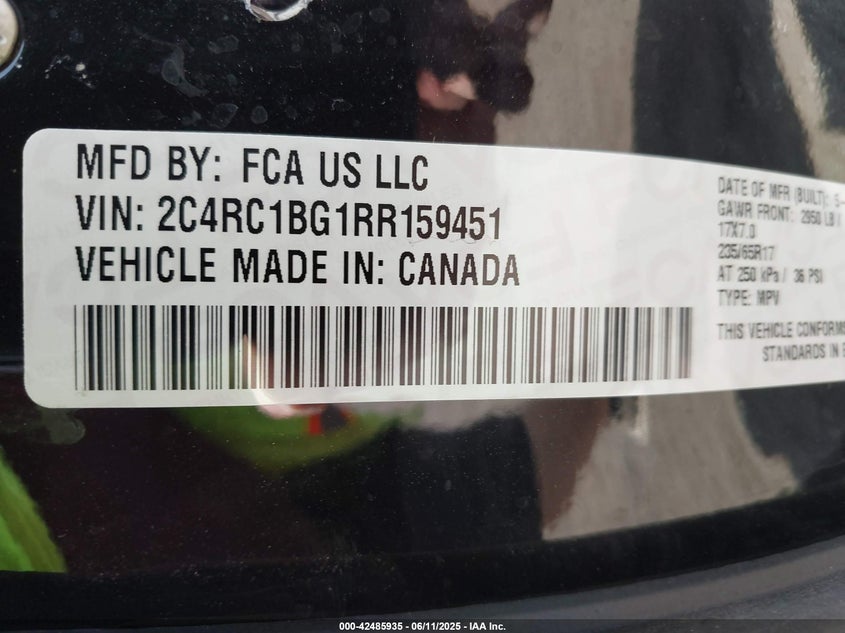 MFD BY: FCA US LLC
VIN: 2C4RC1BG1RR159451
VEHICLE MADE IN: CANADA
DATE OF MFR (BUILT): 5-
GAWR FRONT: 2950 LB
17X7.0
235/65R17
AT 250 kPa / 36 PSI
TYPE: MPV
THIS VEHICLE CONFORMS
STANDARDS IN
000-42485935 - 06/11/2025 - IAA Inc.